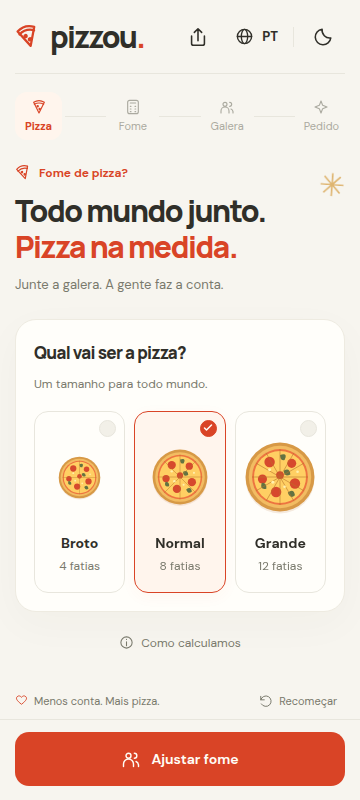 pizzou.
PT
Pizza
Fome
Galera
Pedido
Fome de pizza?
Todo mundo junto.
Pizza na medida.
Junte a galera. A gente faz a conta.
Qual vai ser a pizza?
Um tamanho para todo mundo.
Broto
Normal
Grande
4 fatias
8 fatias
12 fatias
Como calculamos
Menos conta. Mais pizza.
Recomeçar
Ajustar fome